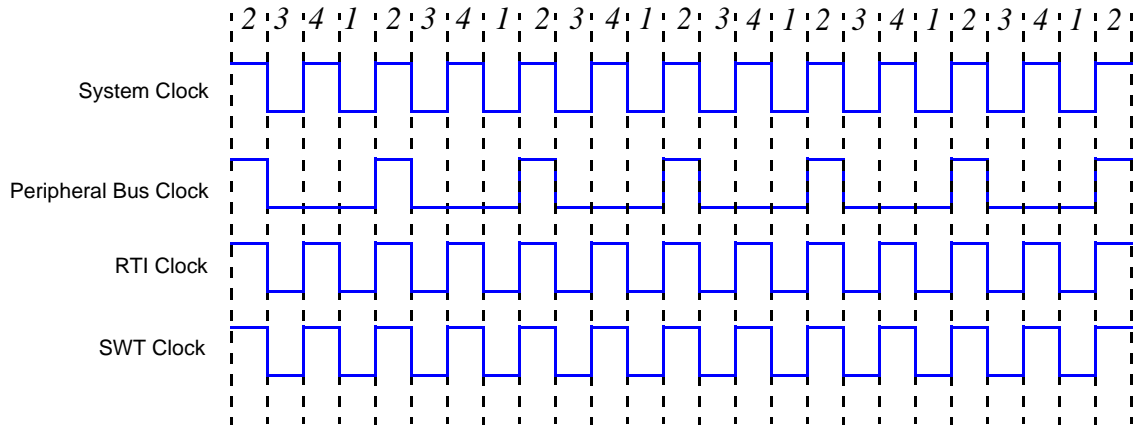 2 3 4 1 2 3 4 1 2 3 4 1 2 3 4 1 2 3 4 1 2 3 4 1 2
System Clock
Peripheral Bus Clock
RTI Clock
SWT Clock